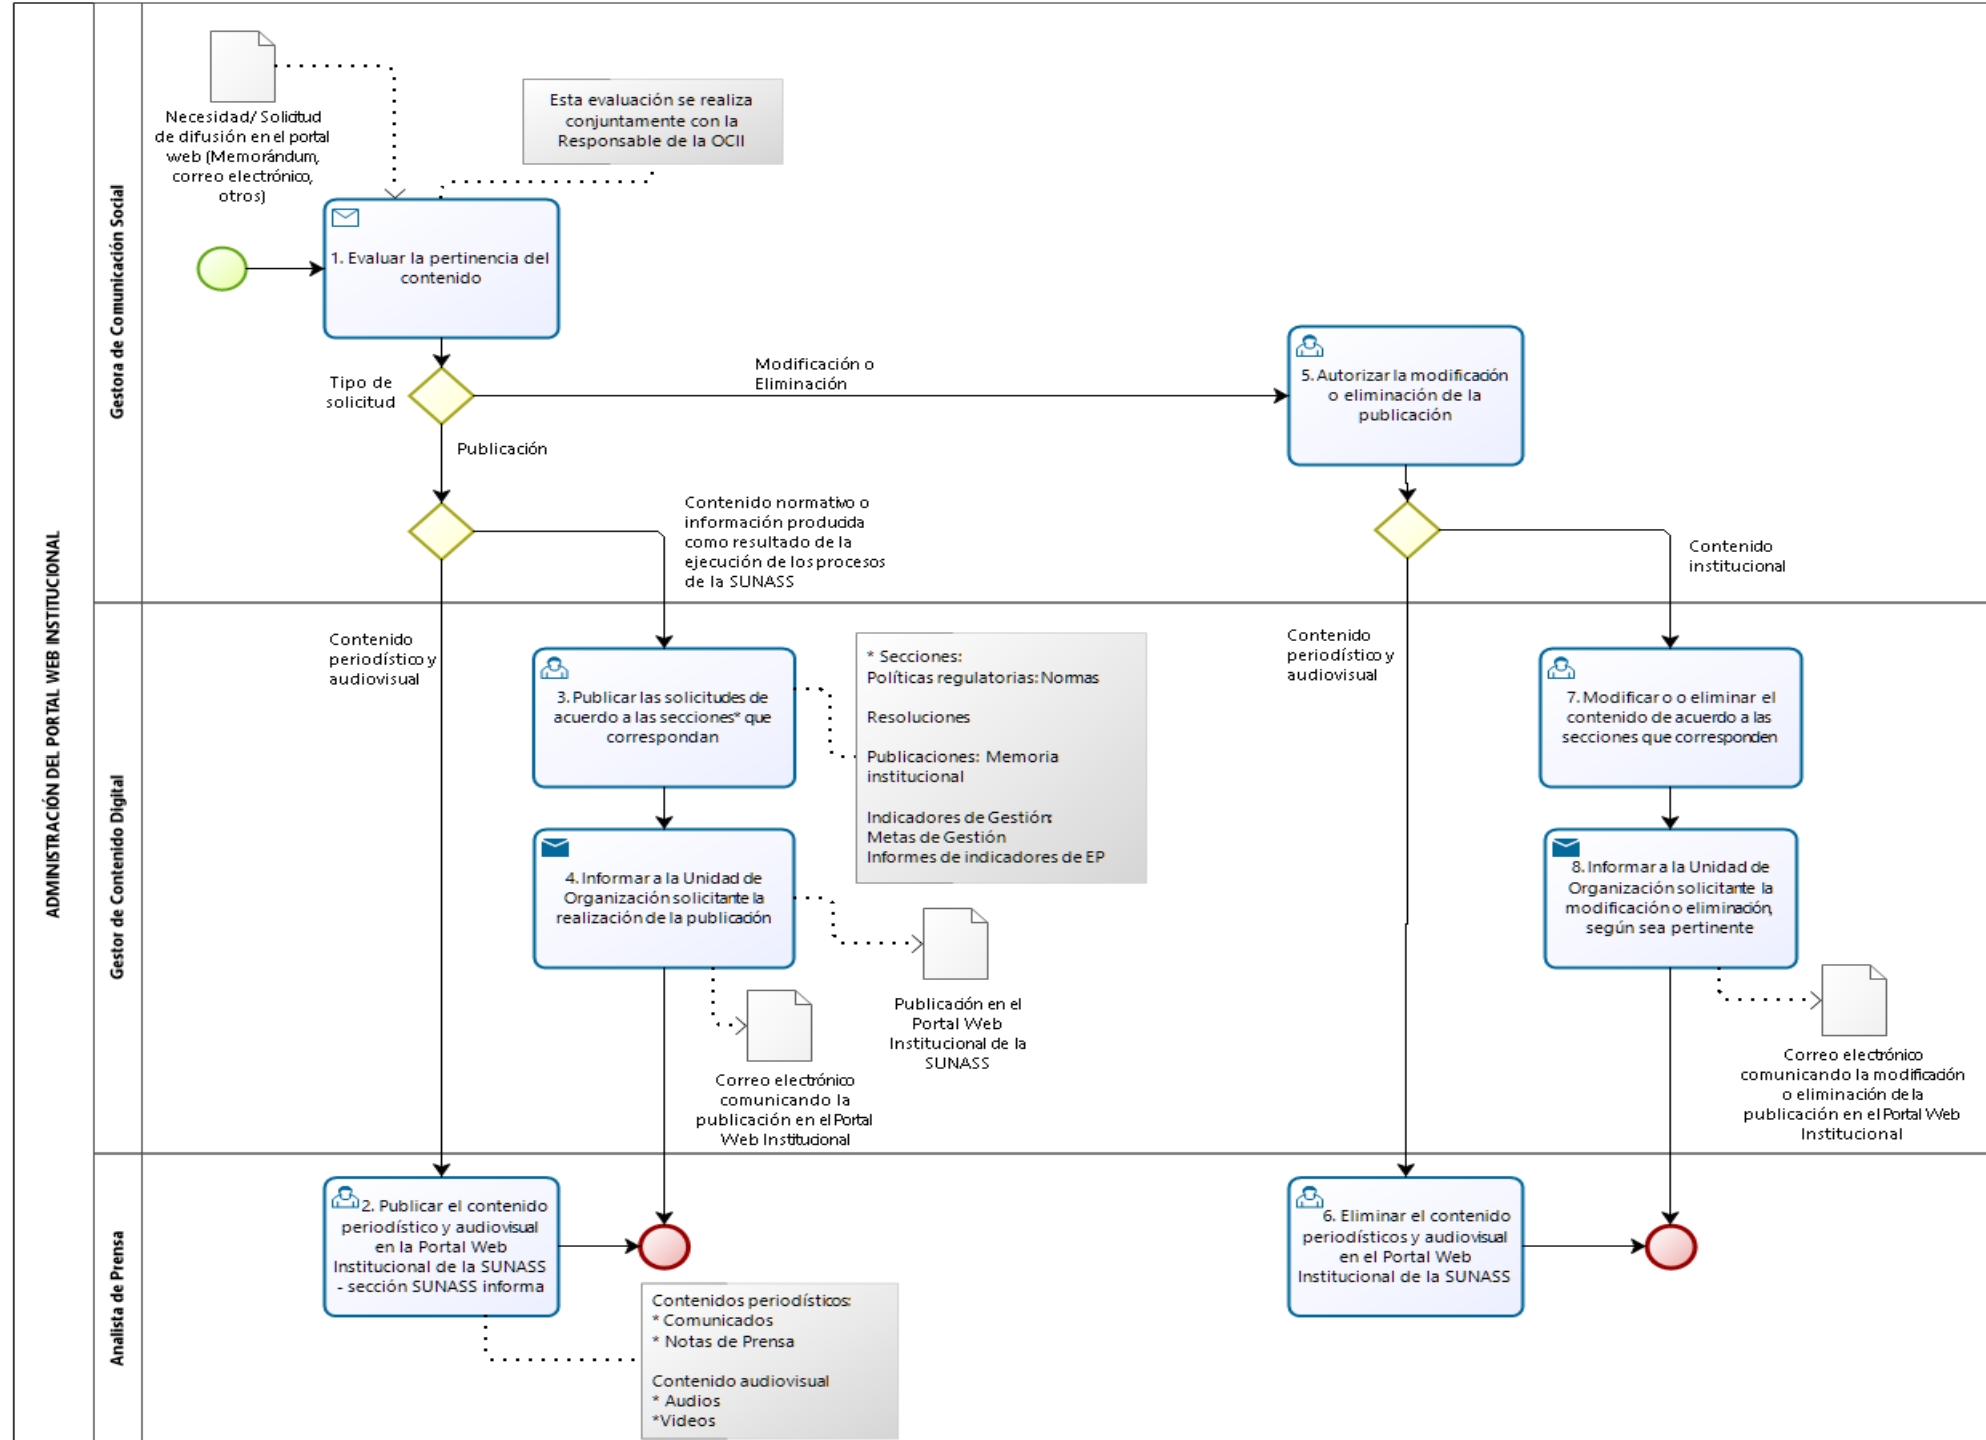 ADMINISTRACIÓN DEL PORTAL WEB INSTITUCIONAL
Gestora de Comunicación Social
Necesidad/ Solicitud
de difusión en el portal
web (Memorándum,
correo electrónico,
otros)
Esta evaluación se realiza
conjuntamente con la
Responsable de la OCII
1. Evaluar la pertinencia del
contenido
Tipo de
solicitud
Modificación o
Eliminación
5. Autorizar la modificación
o eliminación de la
publicación
Publicación
Contenido normativo o
información producida
como resultado de la
ejecución de los procesos
de la SUNASS
Contenido
institucional
Gestor de Contenido Digital
Contenido
periodístico y
audiovisual
3. Publicar las solicitudes de
acuerdo a las secciones* que
correspondan
* Secciones:
Políticas regulatorias: Normas
Resoluciones
Publicaciones: Memoria
institucional
Indicadores de Gestión:
Metas de Gestión
Informes de indicadores de EP
Contenido
periodístico y
audiovisual
7. Modificar o o eliminar el
contenido de acuerdo a las
secciones que corresponden
4. Informar a la Unidad de
Organización solicitante la
realización de la publicación
8. Informar a la Unidad de
Organización solicitante la
modificación o eliminación,
según sea pertinente
Publicación en el
Portal Web
Institucional de la
SUNASS
Correo electrónico
comunicando la
publicación en el Portal
Web Institucional
Correo electrónico
comunicando la modificación
o eliminación de la
publicación en el Portal Web
Institucional
Analista de Prensa
2. Publicar el contenido
periodístico y audiovisual
en la Portal Web
Institucional de la SUNASS
- sección SUNASS informa
Contenidos periodísticos:
* Comunicados
* Notas de Prensa
Contenido audiovisual
* Audios
*Videos
6. Eliminar el contenido
periodísticos y audiovisual
en el Portal Web
Institucional de la SUNASS